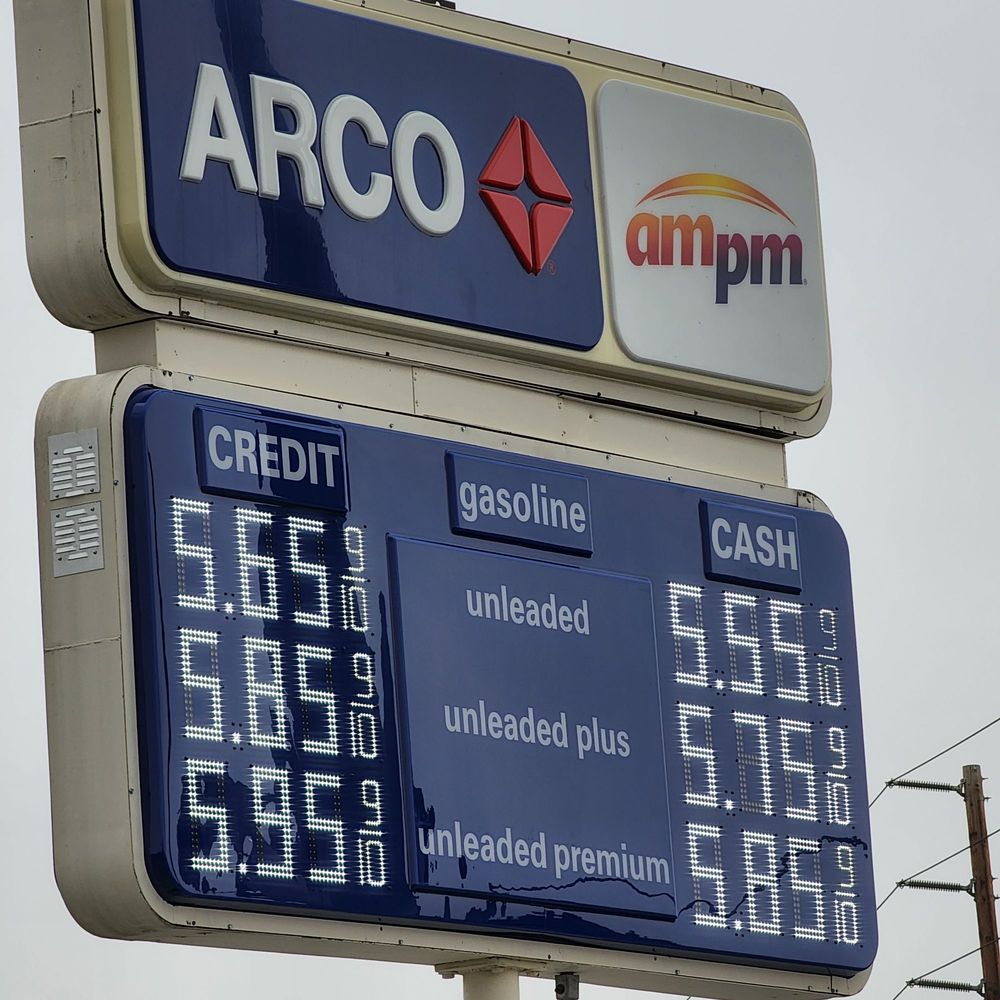 ARCO
ampm
CREDIT
gasoline
CASH
5.65 9/10
unleaded
5.55 9/10
5.85 9/10
unleaded plus
5.75 9/10
5.95 9/10
unleaded premium
5.85 9/10